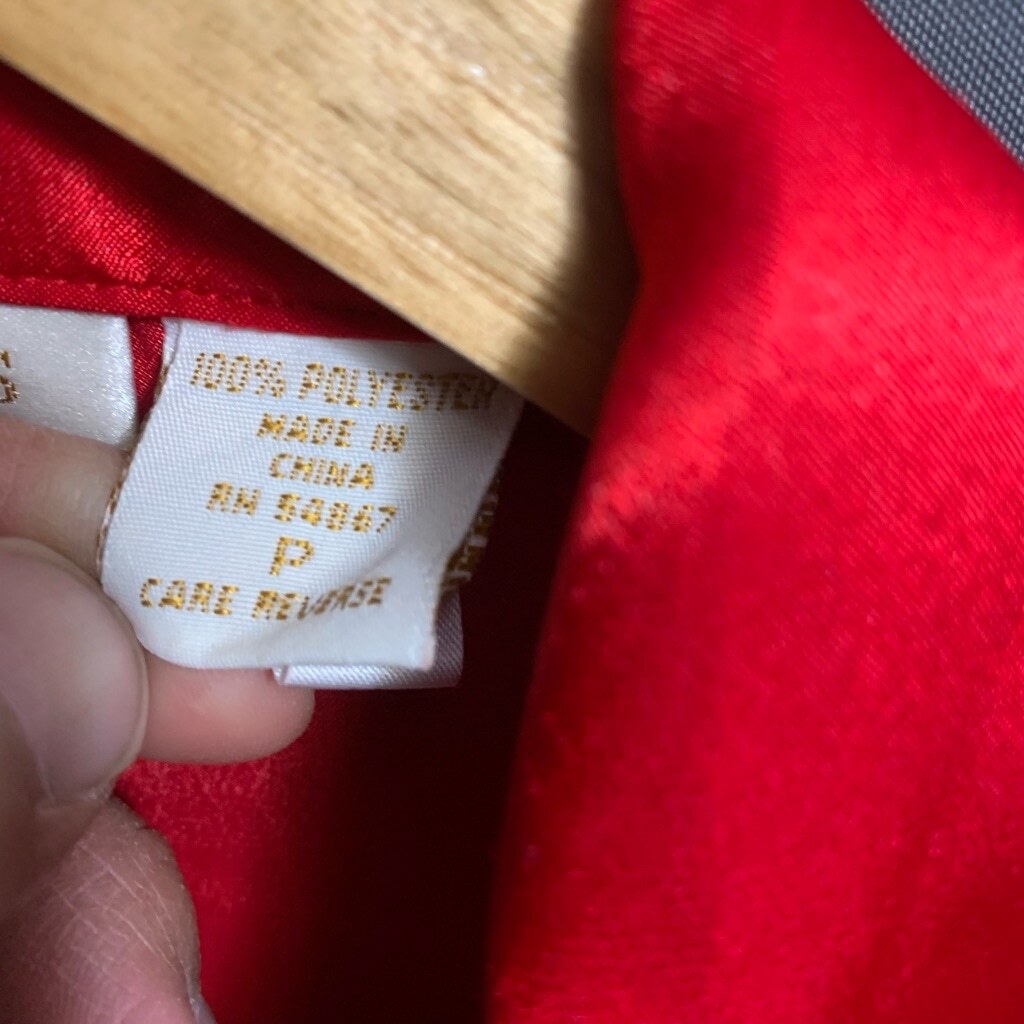 S
100% POLYESTER
MADE IN
CHINA
RN 54867
P
CARE REVERSE